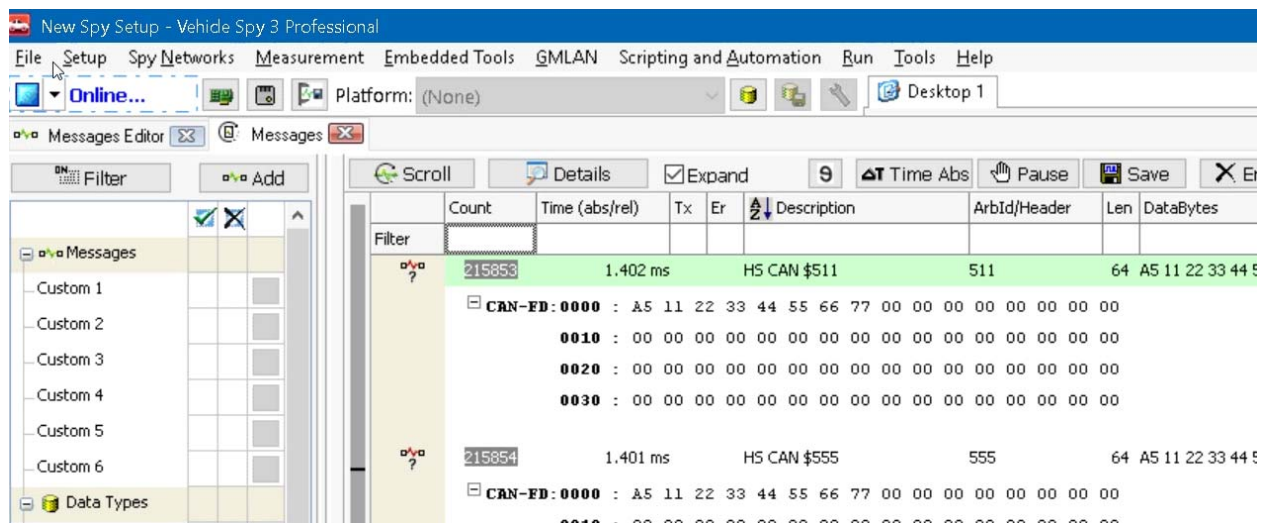 New Spy Setup - Vehicle Spy 3 Professional
File Setup Spy Networks Measurement Embedded Tools GMLAN Scripting and Automation Run Tools Help
Online... Platform: (None) Desktop 1
Messages Editor Messages
Filter Add Scroll Details Expand 9 ΔT Time Abs Pause Save X
Count Time (abs/rel) Tx Er Description ArbId/Header Len DataBytes
Filter
Messages
215853 1.402 ms HS CAN $511 511 64 A5 11 22 33 44
Custom 1
CAN-FD:0000 : A5 11 22 33 44 55 66 77 00 00 00 00 00 00 00 00
Custom 2
0010 : 00 00 00 00 00 00 00 00 00 00 00 00 00 00 00 00
Custom 3
0020 : 00 00 00 00 00 00 00 00 00 00 00 00 00 00 00 00
Custom 4
0030 : 00 00 00 00 00 00 00 00 00 00 00 00 00 00 00 00
Custom 5
Custom 6
215854 1.401 ms HS CAN $555 555 64 A5 11 22 33 44
Data Types
CAN-FD:0000 : A5 11 22 33 44 55 66 77 00 00 00 00 00 00 00 00